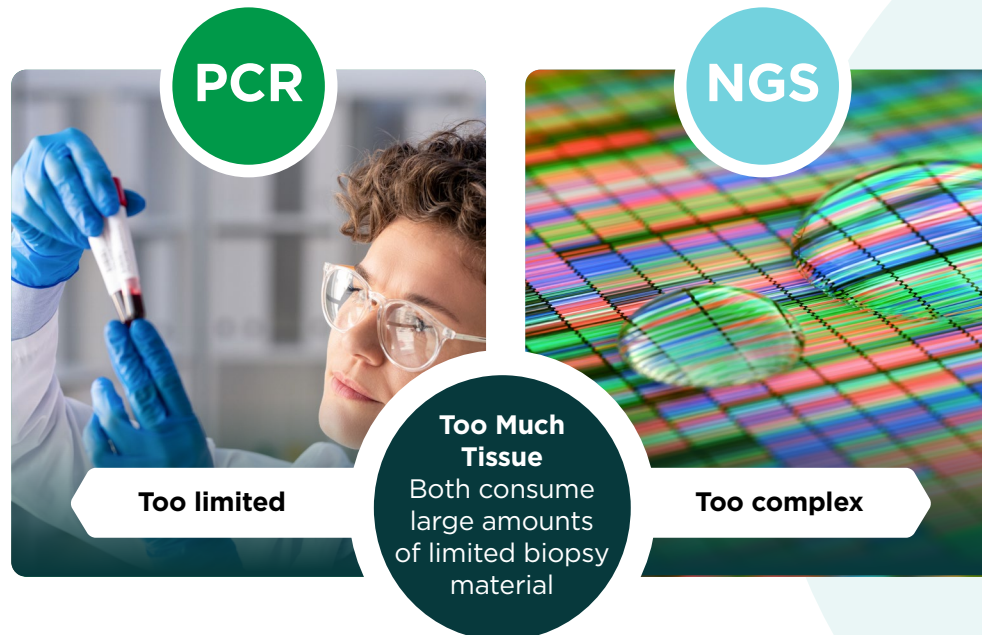 PCR
NGS
Too limited
Too Much
Tissue
Both consume
large amounts
of limited biopsy
material
Too complex